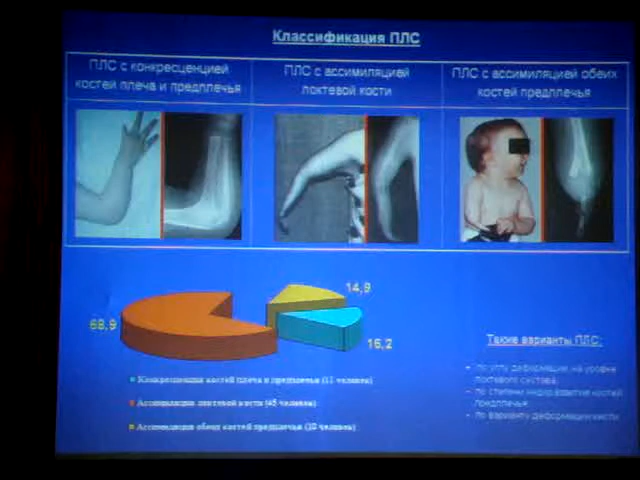 Классификация ПЛС
ПЛС с конкресценцией
костей плеча и предплечья
ПЛС с ассимиляцией
локтевой кости
ПЛС с ассимиляцией обеих
костей предплечья
14,9
68,9
16,2
Также варианты ПЛС:
- по углу деформации на уровне
локтевого сустава
- по степени недоразвития костей
предплечья
- по варианту деформации кисти
Конкресценция костей плеча и предплечья (11 человек)
Ассимиляция локтевой кости (45 человек)
Ассимиляция обеих костей предплечья (10 человек)